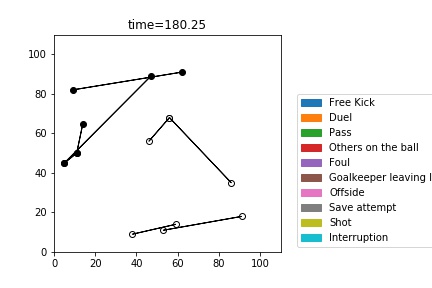 time=180.25
100
80
60
40
20
0
0 20 40 60 80 100
Free Kick
Duel
Pass
Others on the ball
Foul
Goalkeeper leaving l
Offside
Save attempt
Shot
Interruption